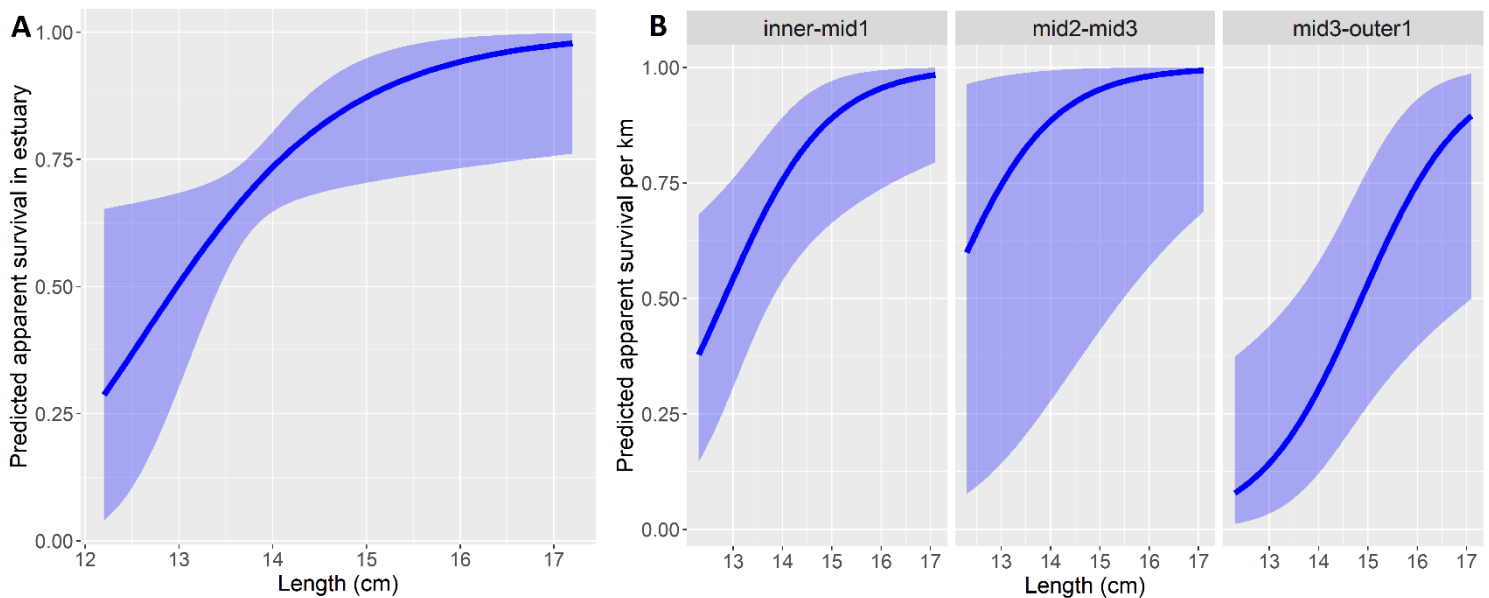 A
Predicted apparent survival in estuary
1.00
0.75
0.50
0.25
0.00
12 13 14 15 16 17
Length (cm)
B
inner-mid1 mid2-mid3 mid3-outer1
Predicted apparent survival per km
1.00
0.75
0.50
0.25
0.00
13 14 15 16 17 13 14 15 16 17 13 14 15 16 17
Length (cm)